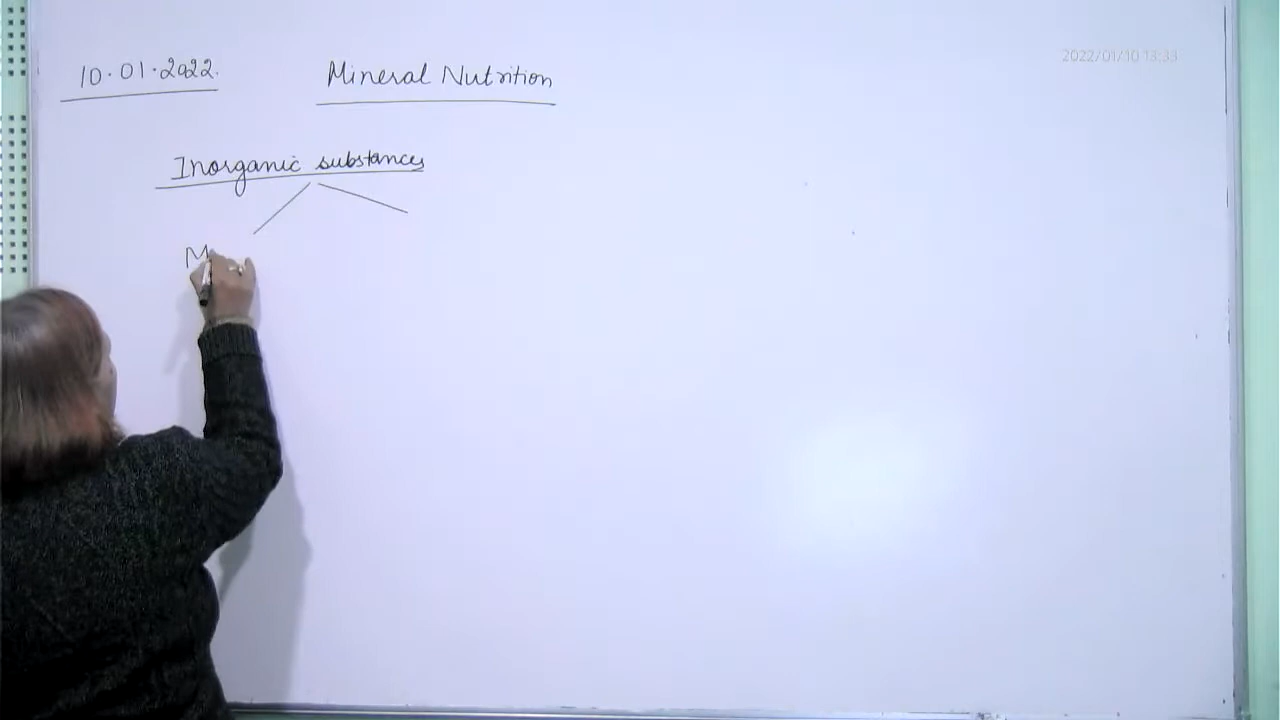 2022/01/10 13:33
10.01.2022.
Mineral Nutrition
Inorganic substances
M